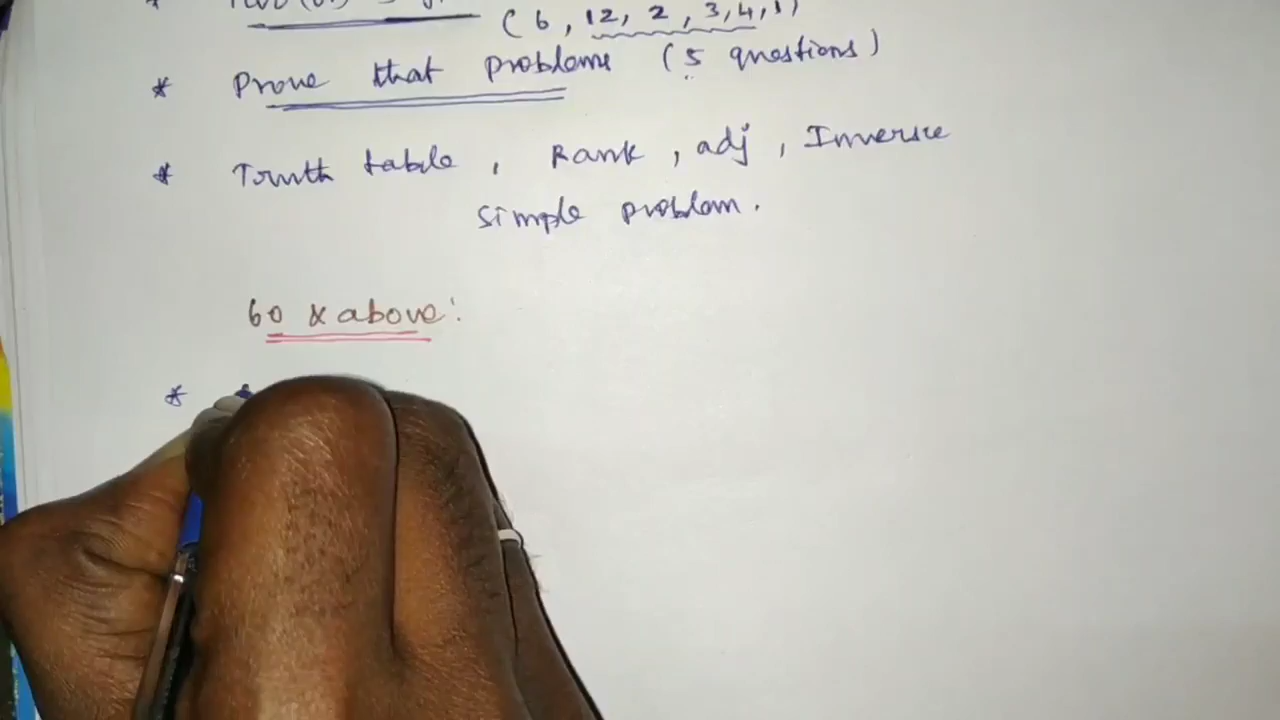 * (6, 12, 2, 3, 4, 1)
* Prove that problems (5 questions)
* Truth table, Rank, adj, Inverse
simple problem.
60 & above:
*